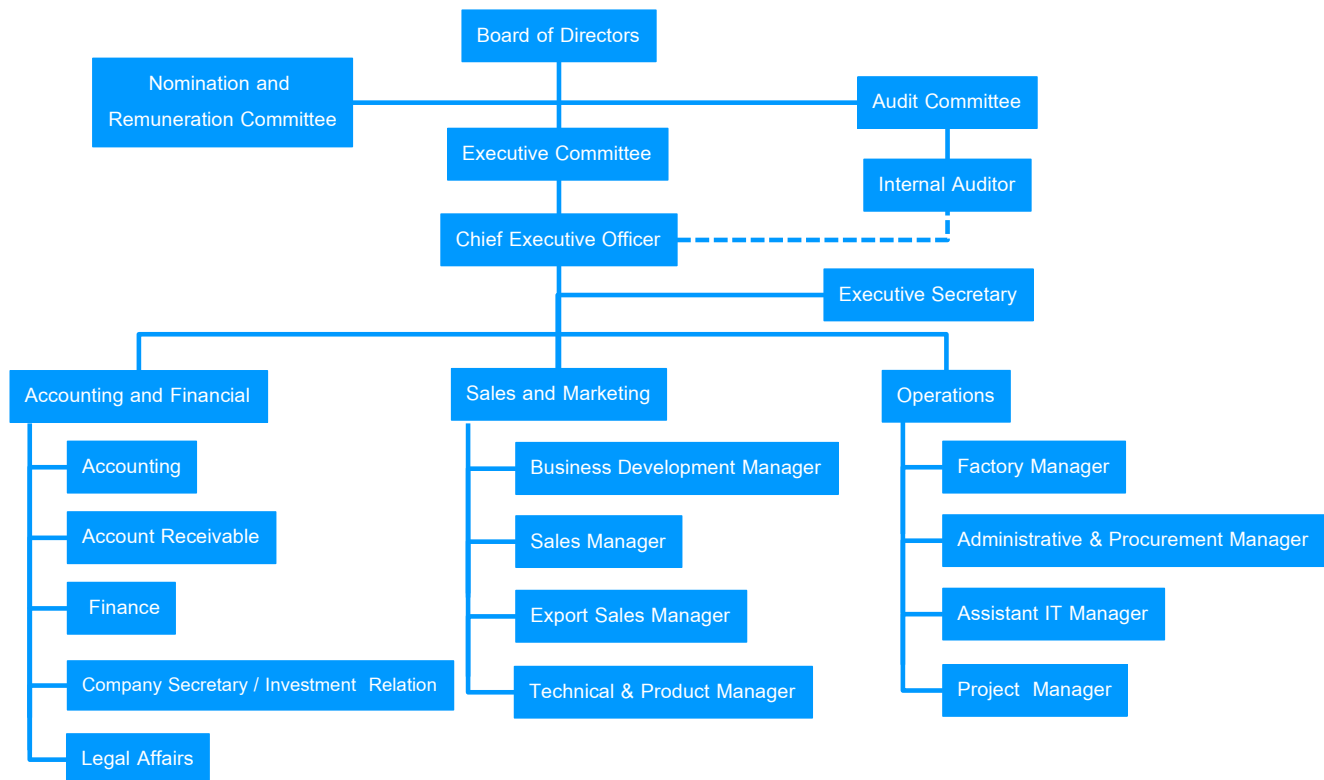 Board of Directors
Nomination and
Remuneration Committee
Audit Committee
Executive Committee
Internal Auditor
Chief Executive Officer
Executive Secretary
Accounting and Financial
Sales and Marketing
Operations
Accounting
Account Receivable
Finance
Company Secretary / Investment Relation
Legal Affairs
Business Development Manager
Sales Manager
Export Sales Manager
Technical & Product Manager
Factory Manager
Administrative & Procurement Manager
Assistant IT Manager
Project Manager